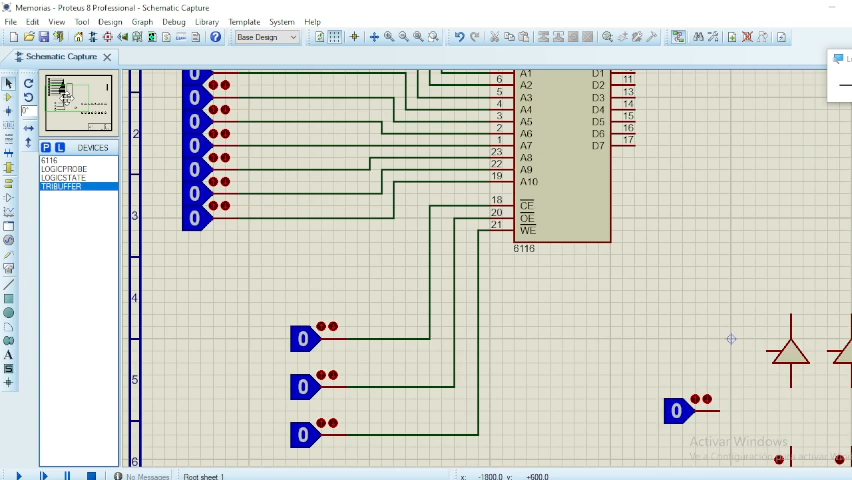 Memorias - Proteus 8 Professional - Schematic Capture
File Edit View Tool Design Graph Debug Library Template System Help
Base Design
Schematic Capture
P L DEVICES
6116
LOGICPROBE
LOGICSTATE
TRIBUFFER
0°
A1 D1
6 A2 D2 11
5 A3 D3 13
4 A4 D4 14
3 A5 D5 15
2 A6 D6 16
1 A7 D7 17
23 A8
22 A9
19 A10
18 CE
20 OE
21 WE
6116
0
0
0
0
0
0
0
2
3
4
5
6
0
0
0
0
Activar Windows
No Messages Root sheet 1 x: -1800.0 y: +600.0